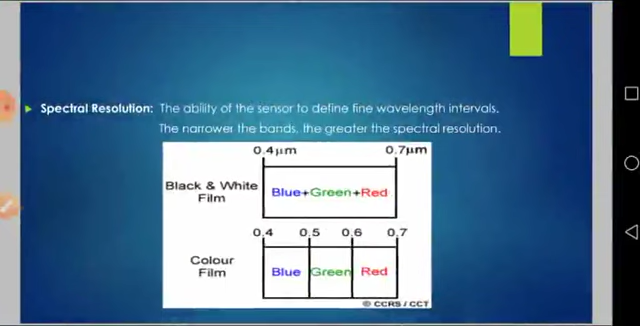 Spectral Resolution: The ability of the sensor to define fine wavelength intervals.
The narrower the bands, the greater the spectral resolution.
0.4µm 0.7µm
Black & White Film Blue+Green+Red
0.4 0.5 0.6 0.7
Colour Film Blue Green Red
© CCRS / CCT